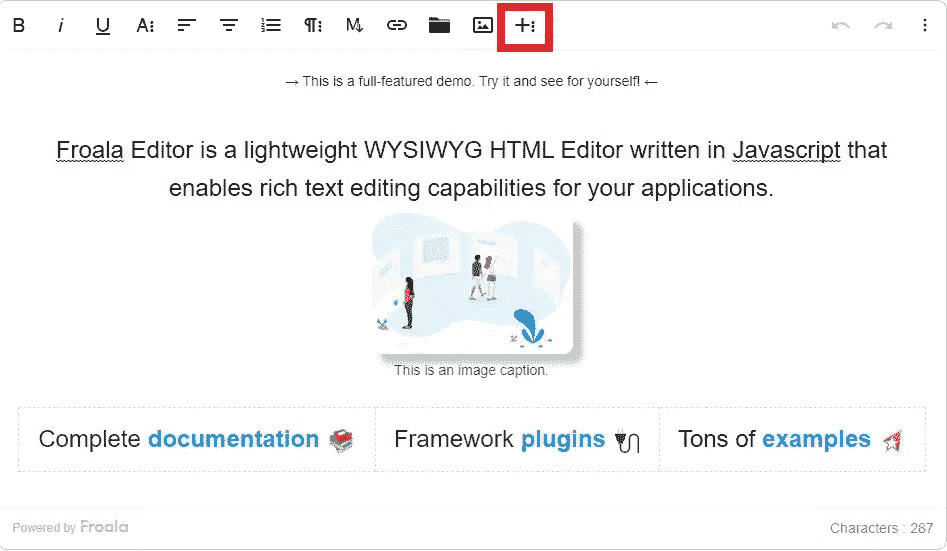 B i U A
→ This is a full-featured demo. Try it and see for yourself! ←
Froala Editor is a lightweight WYSIWYG HTML Editor written in Javascript that
enables rich text editing capabilities for your applications.
This is an image caption.
Complete documentation Framework plugins Tons of examples
Powered by Froala Characters : 287